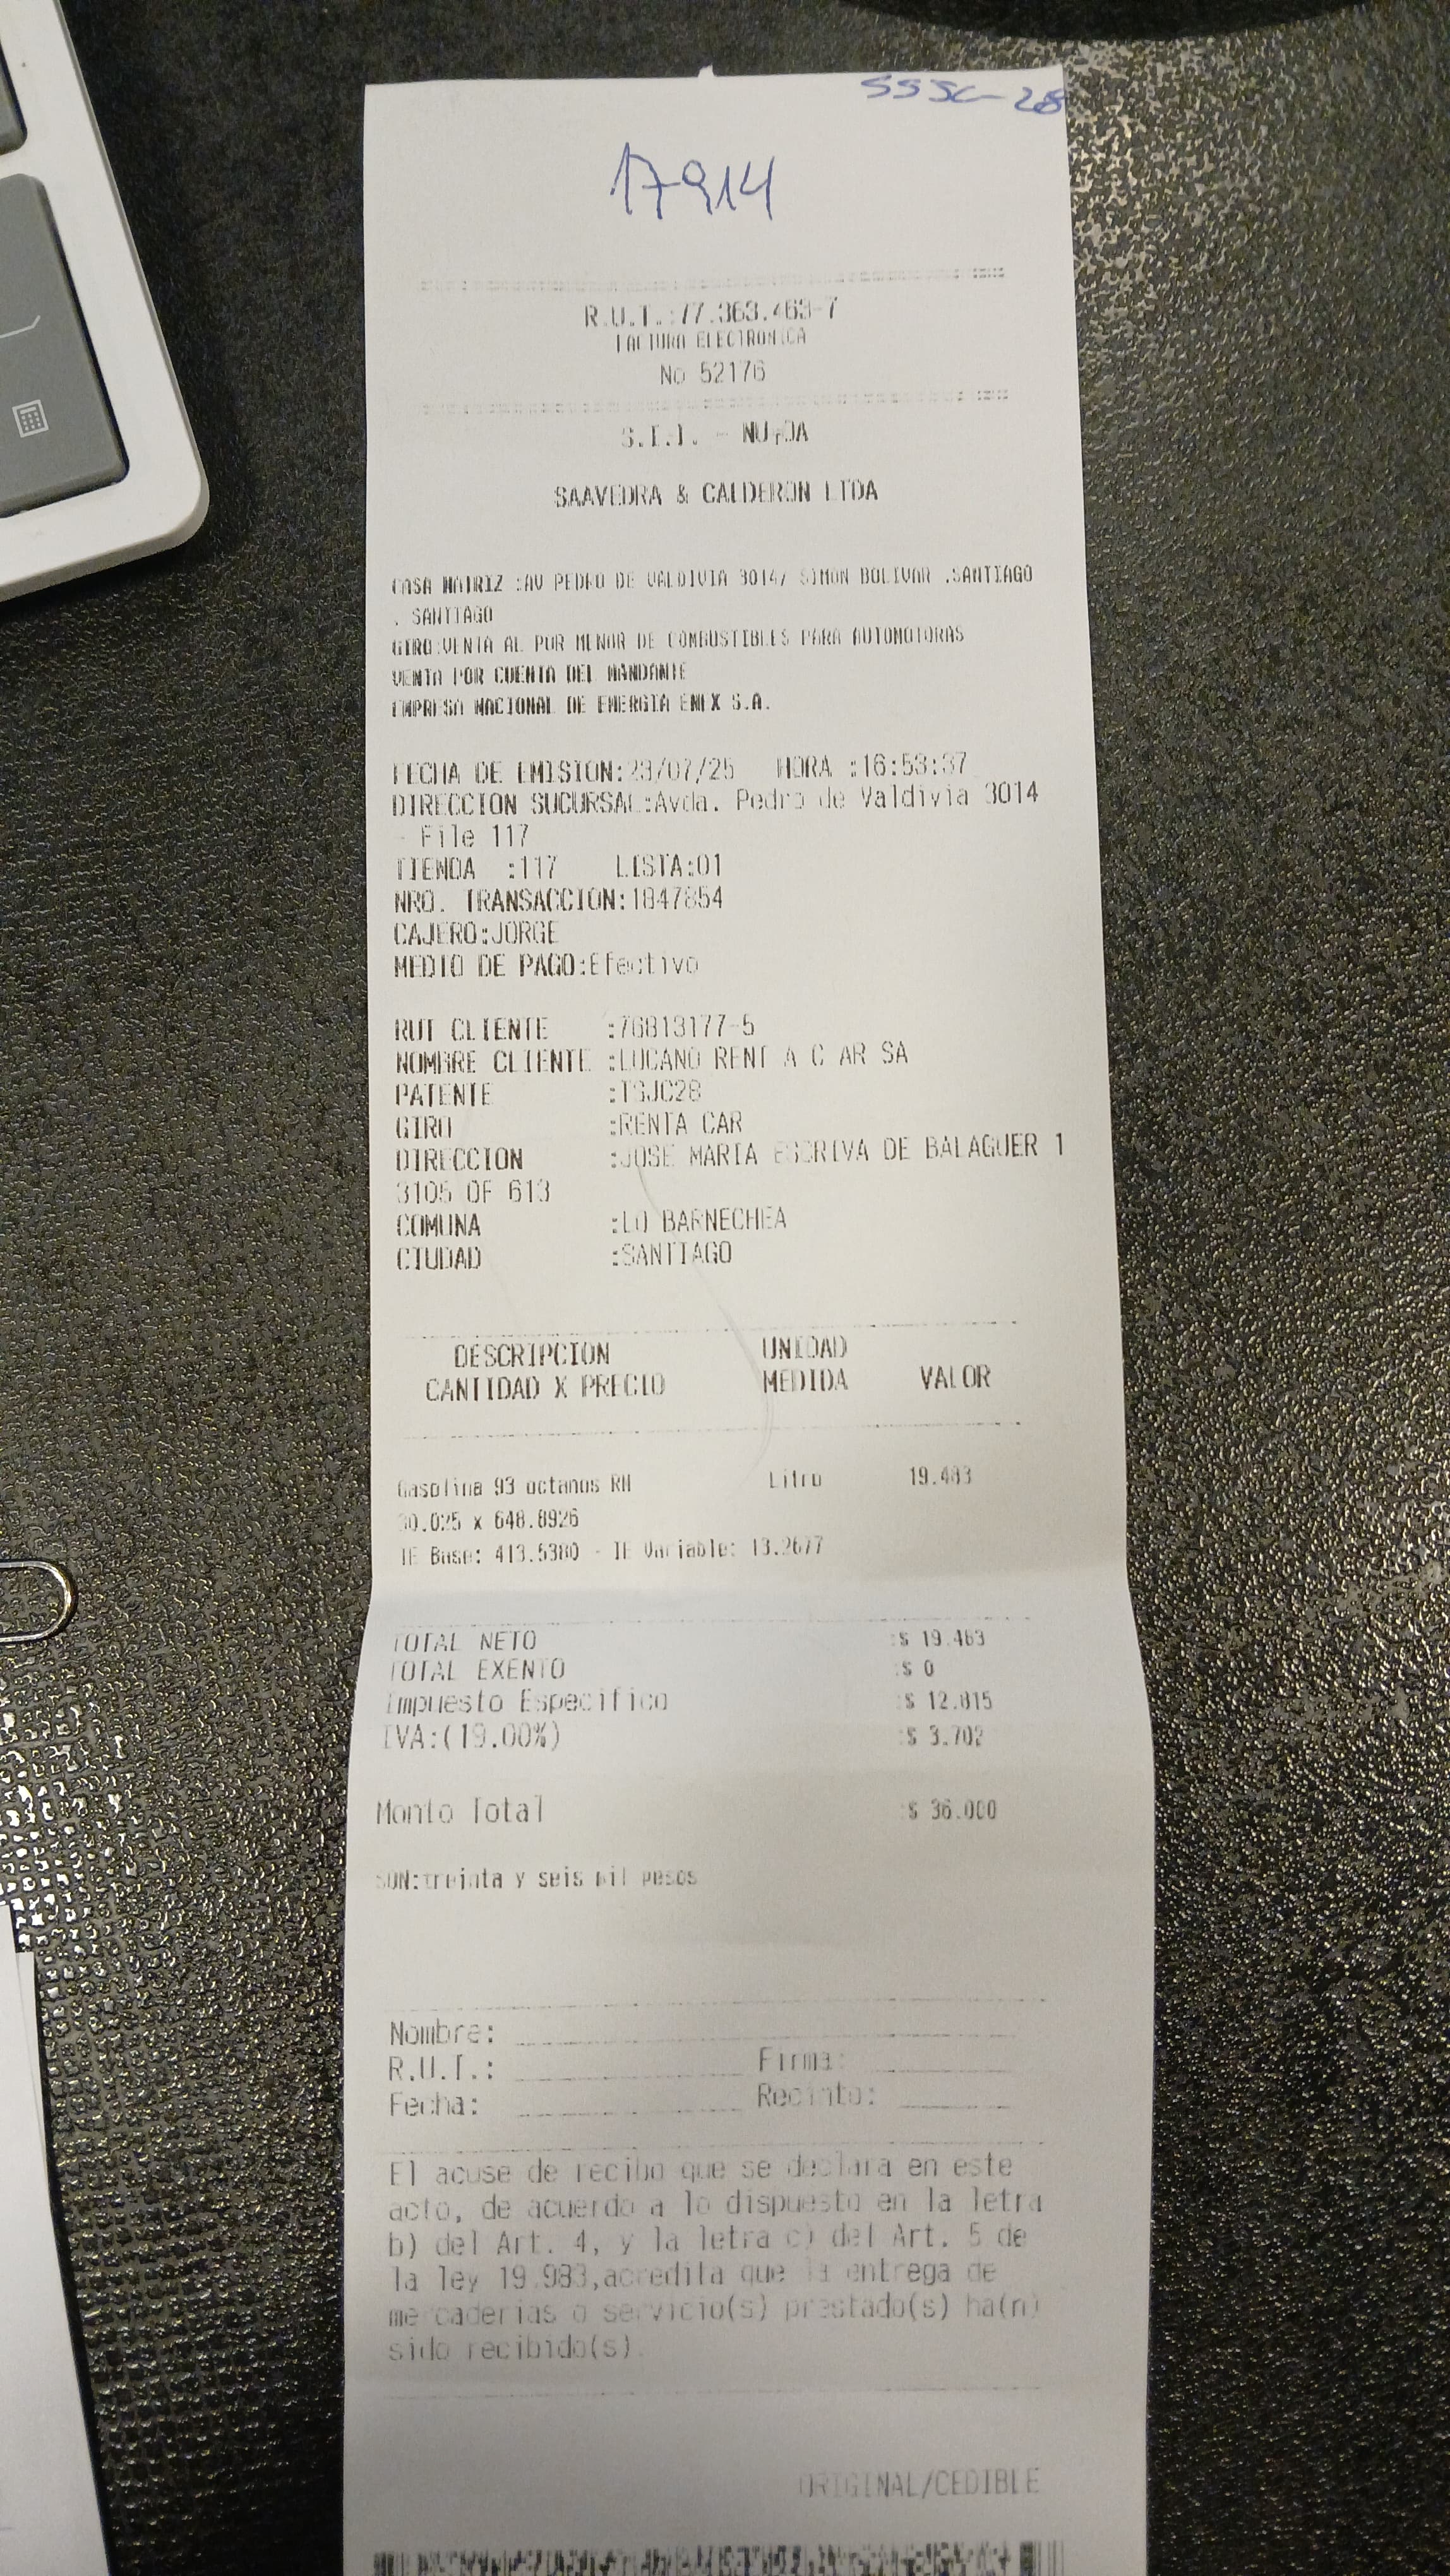 SSSC-28
17914
R.U.T.:77.363.463-7
FACTURA ELECTRONICA
No 52176
S.I.I. - NUÑOA
SAAVEDRA & CALDERON LTDA
CASA MATRIZ :AV PEDRO DE VALDIVIA 3014/ SIMON BOLIVAR .SANTIAGO
. SANTIAGO
GIRO:VENTA AL POR MENOR DE COMBUSTIBLES PARA AUTOMOTORAS
VENTA POR CUENTA DEL MANDANTE
EMPRESA NACIONAL DE ENERGIA ENEX S.A.
FECHA DE EMISION:23/07/25 HORA :16:53:37
DIRECCION SUCURSAL:Avda. Pedro de Valdivia 3014
- File 117
TIENDA :117 LISTA:01
NRO. TRANSACCION:1847854
CAJERO:JORGE
MEDIO DE PAGO:Efectivo
RUT CLIENTE :76813177-5
NOMBRE CLIENTE :LUCANO RENT A C AR SA
PATENTE :TSJC28
GIRO :RENTA CAR
DIRECCION :JOSE MARIA ESCRIVA DE BALAGUER 1
3105 OF 613
COMUNA :LO BARNECHEA
CIUDAD :SANTIAGO
DESCRIPCION UNIDAD
CANTIDAD X PRECIO MEDIDA VALOR
Gasolina 93 octanos RM Litro 19.483
30.025 x 648.8926
IE Base: 413.5380 - IE Variable: 13.2677
TOTAL NETO :$ 19.483
TOTAL EXENTO :$ 0
Impuesto Especifico :$ 12.815
IVA:(19.00%) :$ 3.702
Monto Total :$ 36.000
SON:treinta y seis mil pesos
Nombre:
R.U.T.: Firma:
Fecha: Recinto:
El acuse de recibo que se declara en este
acto, de acuerdo a lo dispuesto en la letra
b) del Art. 4, y la letra c) del Art. 5 de
la ley 19.983,acredita que la entrega de
mercaderias o servicio(s) prestado(s) ha(n)
sido recibido(s).
ORIGINAL/CEDIBLE